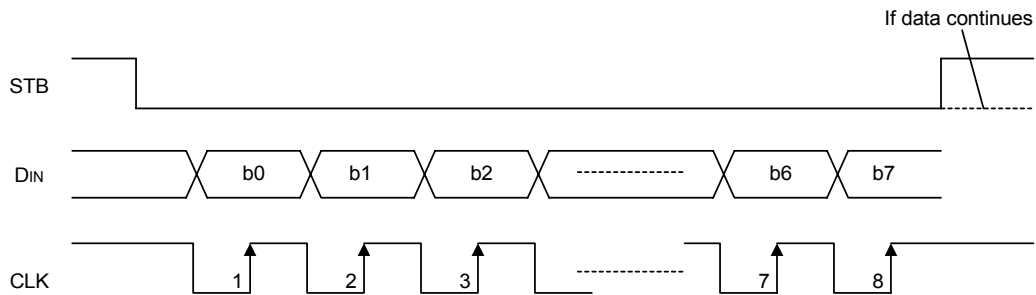 If data continues
STB
DIN b0 b1 b2 b6 b7
CLK 1 2 3 7 8